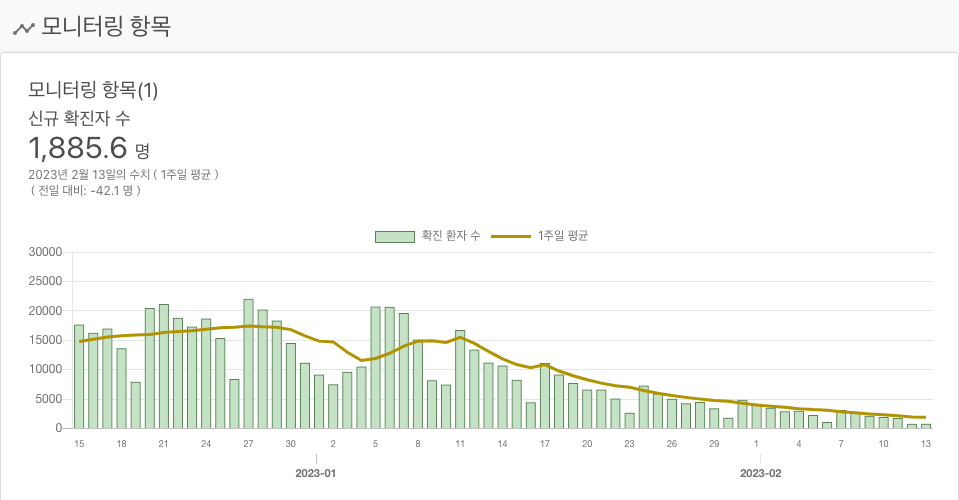 모니터링 항목
모니터링 항목(1)
신규 확진자 수
1,885.6 명
2023년 2월 13일의 수치 ( 1주일 평균 )
( 전일 대비: -42.1 명 )
확진 환자 수 1주일 평균
30000
25000
20000
15000
10000
5000
0
15 18 21 24 27 30 2 5 8 11 14 17 20 23 26 29 1 4 7 10 13
2023-01 2023-02